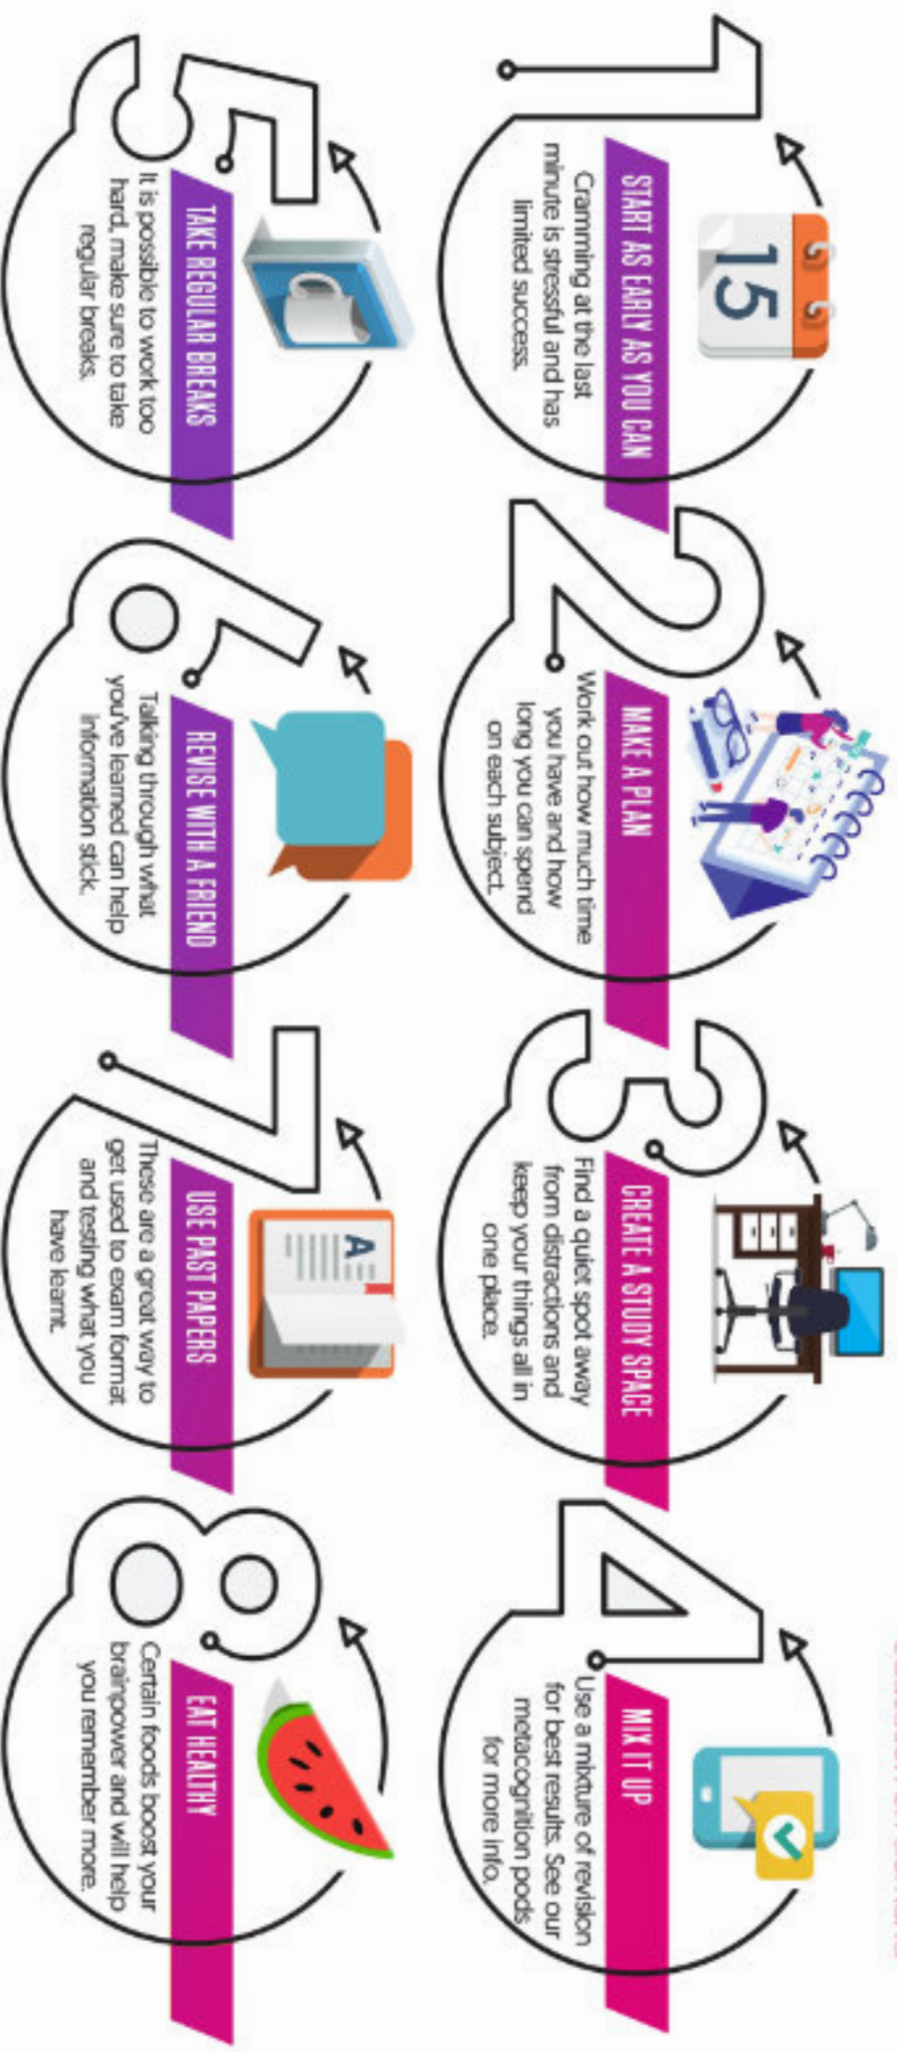 1
15
START AS EARLY AS YOU CAN
Cramming at the last
minute is stressful and has
limited success.
2
MAKE A PLAN
Work out how much time
you have and how
long you can spend
on each subject.
3
CREATE A STUDY SPACE
Find a quiet spot away
from distractions and
keep your things all in
one place.
4
MIX IT UP
Use a mixture of revision
for best results. See our
metacognition pods
for more info.
5
TAKE REGULAR BREAKS
It is possible to work too
hard, make sure to take
regular breaks.
6
REVISE WITH A FRIEND
Talking through what
you've learned can help
information stick.
7
A
USE PAST PAPERS
These are a great way to
get used to exam format
and testing what you
have learnt.
8
EAT HEALTHY
Certain foods boost your
brainpower and will help
you remember more.